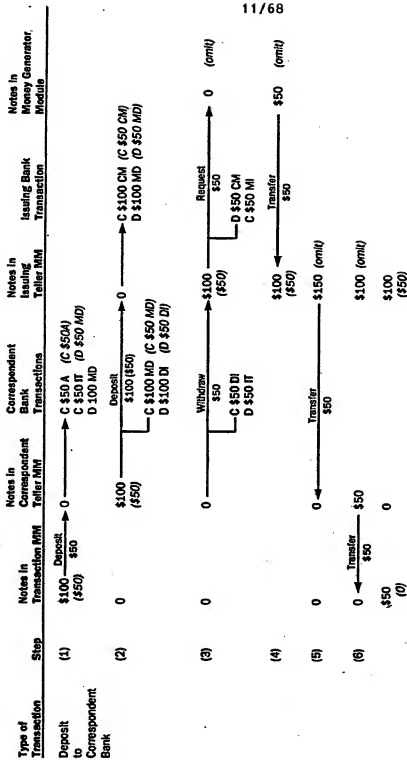 11/68
Type of
Transaction
Step
Notes in
Transaction MM
Notes in
Correspondent
Teller MM
Correspondent
Bank
Transactions
Notes in
Issuing
Teller MM
Issuing Bank
Transaction
Notes in
Money Generator
Module
Deposit
to
Correspondent
Bank
(1)
$100
($50)
Deposit
$50
0
C $50 A (C $50A)
C $50 IT (D $50 MD)
D 100 MD
(2)
0
$100
($50)
Deposit
$100 ($50)
C $100 MD (C $50 MD)
D $100 DI (D $50 DI)
0
C $100 CM (C $50 CM)
D $100 MD (D $50 MD)
(3)
0
0
Withdraw
$50
C $50 DI
D $50 IT
$100
($50)
Request
$50
D $50 CM
C $50 MI
0 (omit)
(4)
$100
($50)
Transfer
$50
$50 (omit)
(5)
0
0
Transfer
$50
$150 (omit)
(6)
0
Transfer
$50
$50
$100 (omit)
$50
(0)
0
$100
($50)